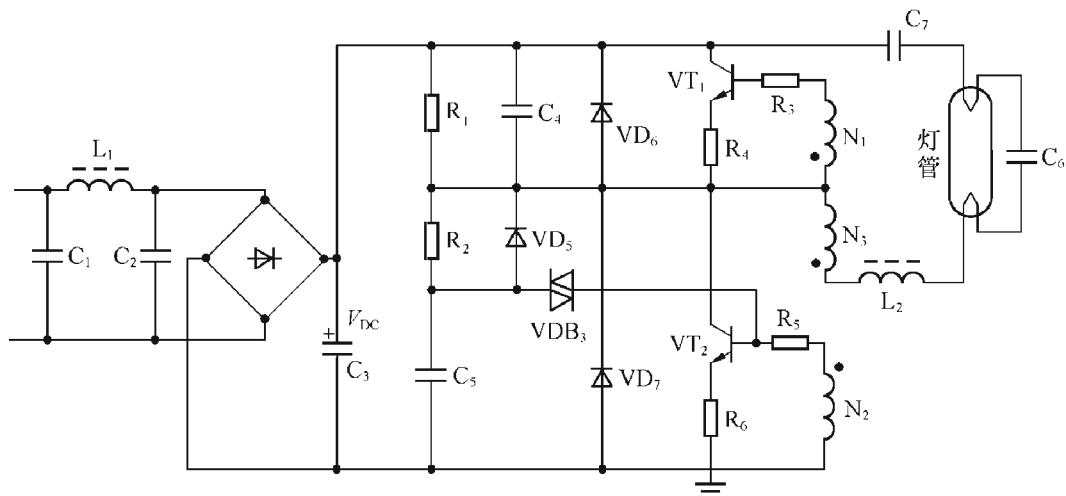 C₇
VT₁
R₃
R₁
C₄
VD₆
R₄
N₁
灯管
C₆
L₁
C₁
C₂
R₂
VD₅
N₃
L₂
V_DC
+
C₃
VDB₃
VT₂
R₅
C₅
VD₇
R₆
N₂